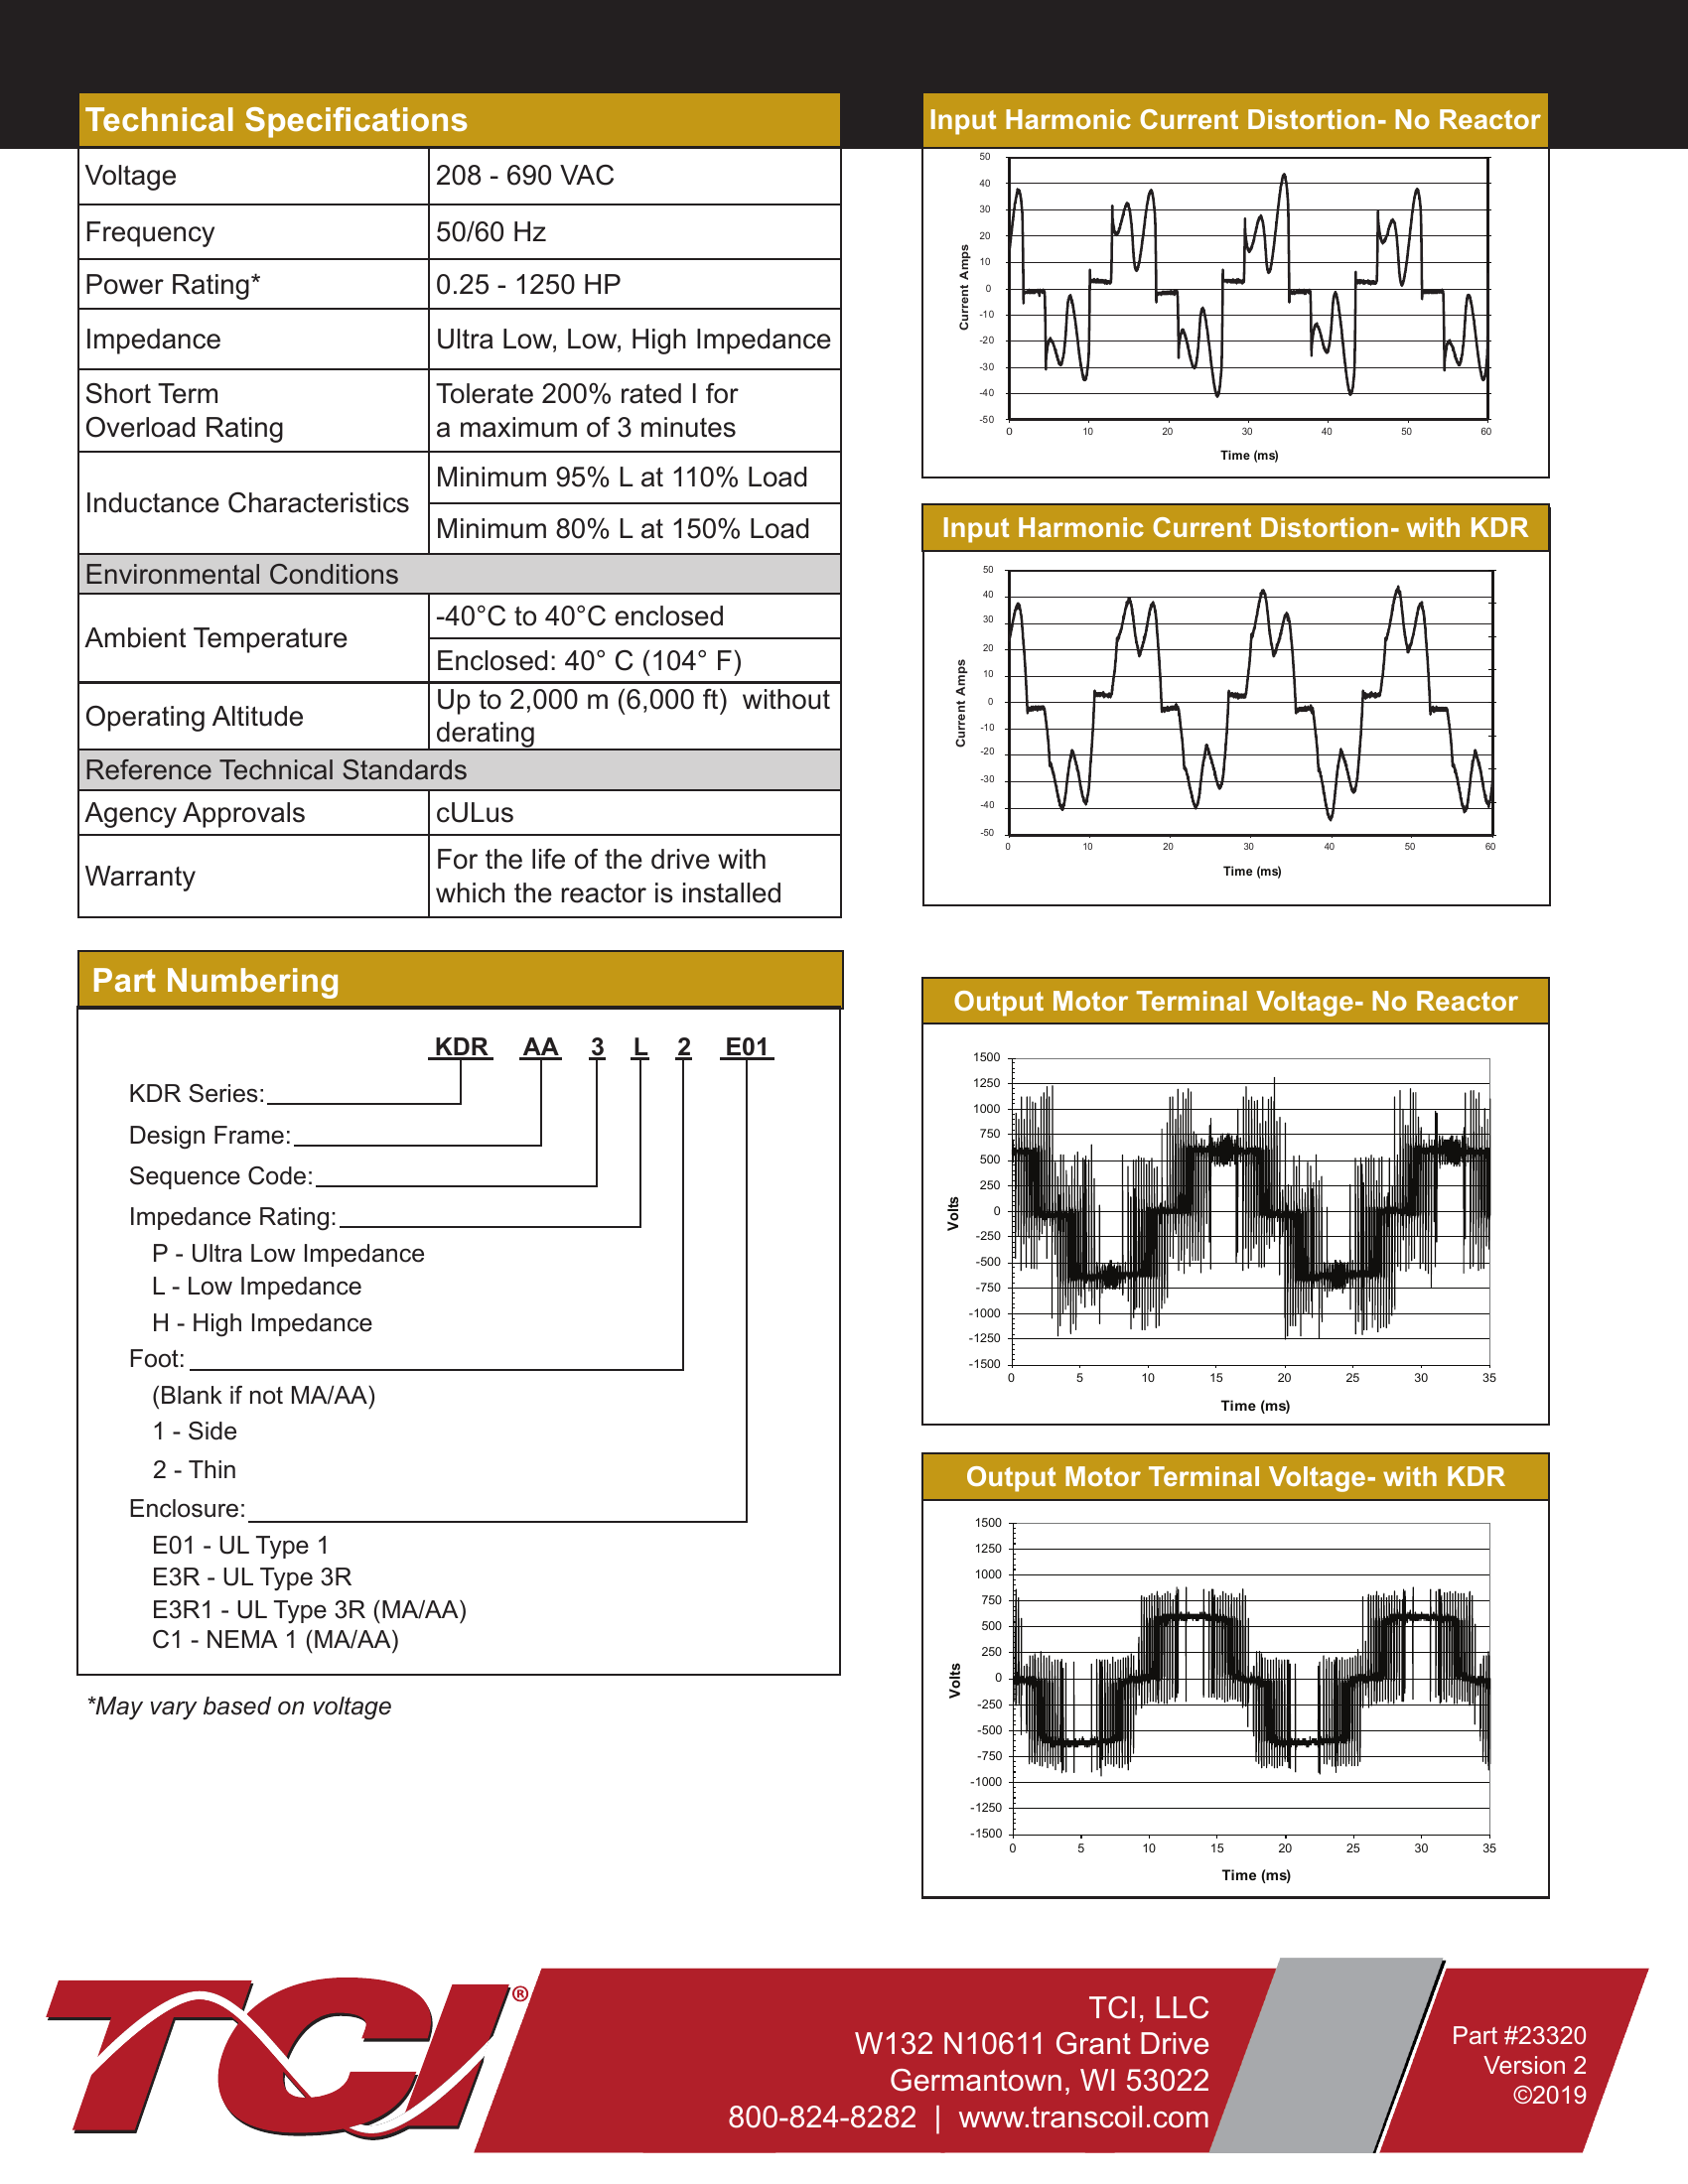 Technical Specifications
Voltage
208 - 690 VAC
Frequency
50/60 Hz
Power Rating*
0.25 - 1250 HP
Impedance
Ultra Low, Low, High Impedance
Short Term
Overload Rating
Tolerate 200% rated I for
a maximum of 3 minutes
Inductance Characteristics
Minimum 95% L at 110% Load
Minimum 80% L at 150% Load
Environmental Conditions
Ambient Temperature
-40°C to 40°C enclosed
Enclosed: 40° C (104° F)
Operating Altitude
Up to 2,000 m (6,000 ft) without
derating
Reference Technical Standards
Agency Approvals
cULus
Warranty
For the life of the drive with
which the reactor is installed
Part Numbering
KDR AA 3 L 2 E01
KDR Series:
Design Frame:
Sequence Code:
Impedance Rating:
P - Ultra Low Impedance
L - Low Impedance
H - High Impedance
Foot:
(Blank if not MA/AA)
1 - Side
2 - Thin
Enclosure:
E01 - UL Type 1
E3R - UL Type 3R
E3R1 - UL Type 3R (MA/AA)
C1 - NEMA 1 (MA/AA)
*May vary based on voltage
Input Harmonic Current Distortion- No Reactor
50
40
30
20
10
0
-10
-20
-30
-40
-50
Current Amps
0 10 20 30 40 50 60
Time (ms)
Input Harmonic Current Distortion- with KDR
50
40
30
20
10
0
-10
-20
-30
-40
-50
Current Amps
0 10 20 30 40 50 60
Time (ms)
Output Motor Terminal Voltage- No Reactor
1500
1250
1000
750
500
250
0
-250
-500
-750
-1000
-1250
-1500
Volts
0 5 10 15 20 25 30 35
Time (ms)
Output Motor Terminal Voltage- with KDR
1500
1250
1000
750
500
250
0
-250
-500
-750
-1000
-1250
-1500
Volts
0 5 10 15 20 25 30 35
Time (ms)
TCI®
TCI, LLC
W132 N10611 Grant Drive
Germantown, WI 53022
800-824-8282 | www.transcoil.com
Part #23320
Version 2
©2019